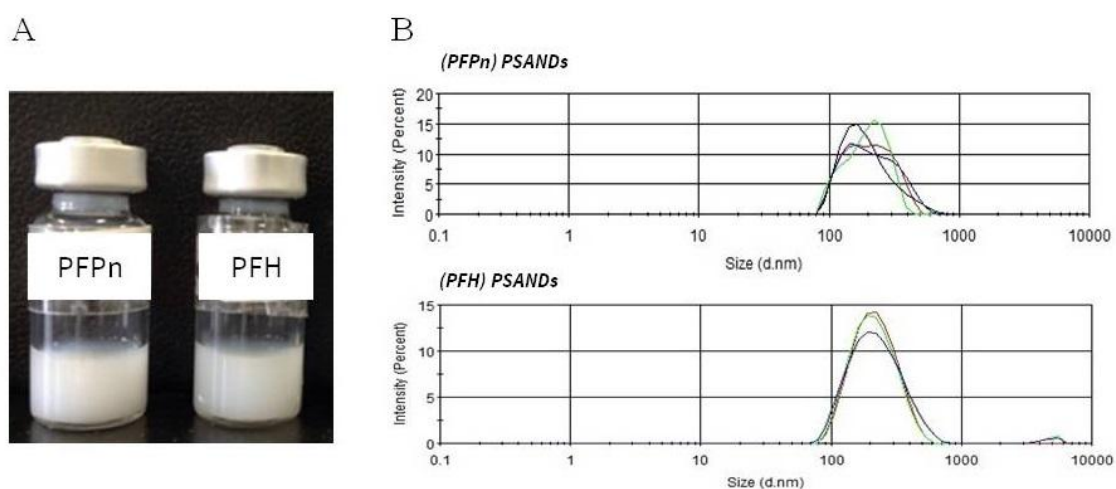 A
PFPn
PFH
B
(PFPn) PSANDs
Intensity (Percent)
20
15
10
5
0
0.1
1
10
100
1000
10000
Size (d.nm)
(PFH) PSANDs
Intensity (Percent)
15
10
5
0
0.1
1
10
100
1000
10000
Size (d.nm)